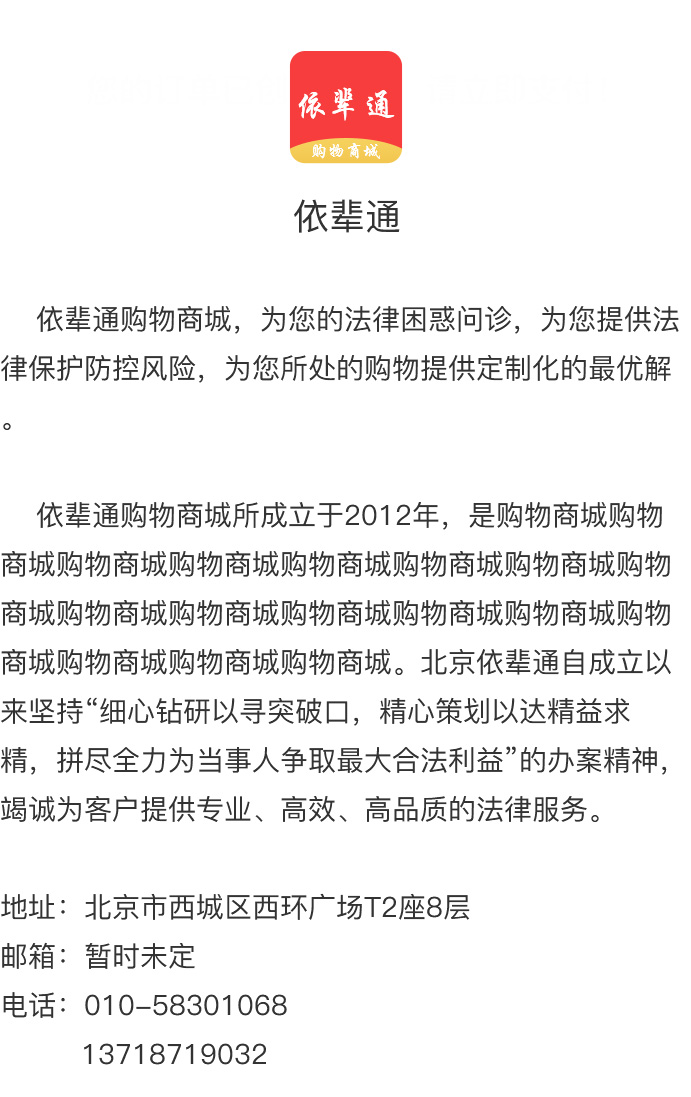 依辈通
购物商城
依辈通
依辈通购物商城，为您的法律困惑问诊，为您提供法
律保护防控风险，为您所处的购物提供定制化的最优解
。
依辈通购物商城所成立于2012年，是购物商城购物
商城购物商城购物商城购物商城购物商城购物商城购物
商城购物商城购物商城购物商城购物商城购物商城购物
商城购物商城购物商城购物商城。北京依辈通自成立以
来坚持“细心钻研以寻突破口，精心策划以达精益求
精，拼尽全力为当事人争取最大合法利益”的办案精神，
竭诚为客户提供专业、高效、高品质的法律服务。
地址：北京市西城区西环广场T2座8层
邮箱：暂时未定
电话：010-58301068
13718719032